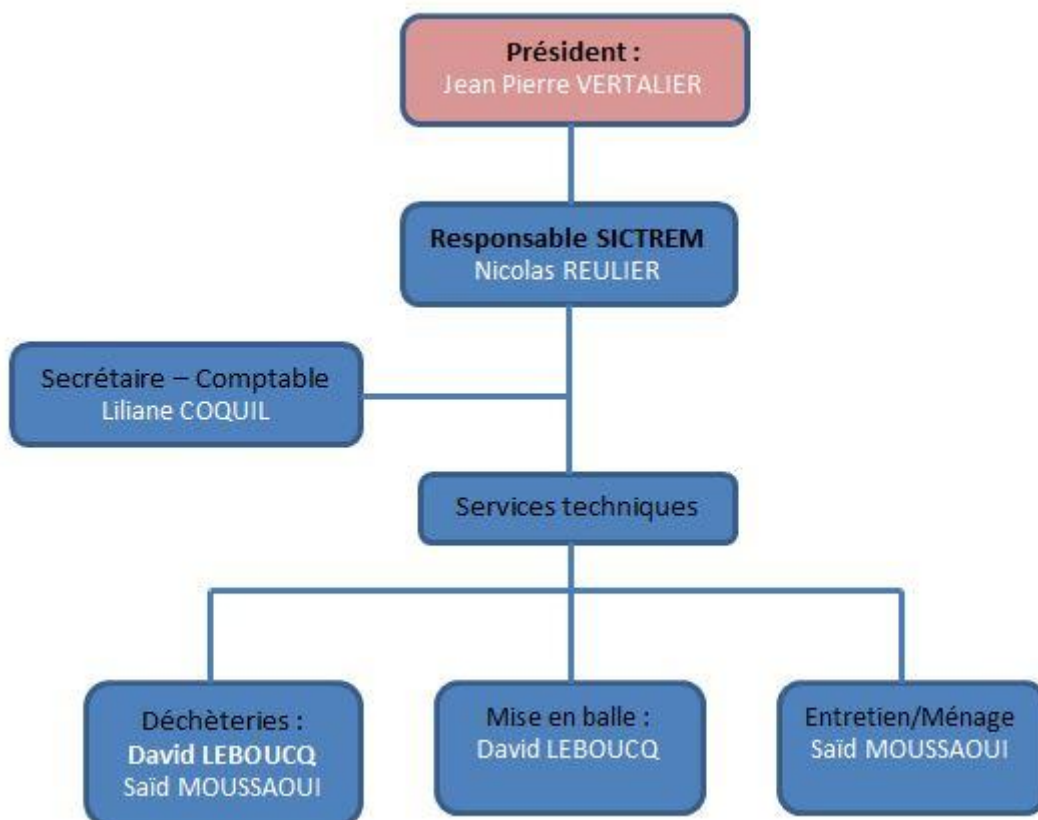 Président :
Jean Pierre VERTALIER
Responsable SICTREM
Nicolas REULIER
Secrétaire – Comptable
Liliane COQUIL
Services techniques
Déchèteries :
David LEBOUCQ
Saïd MOUSSAOUI
Mise en balle :
David LEBOUCQ
Entretien/Ménage
Saïd MOUSSAOUI